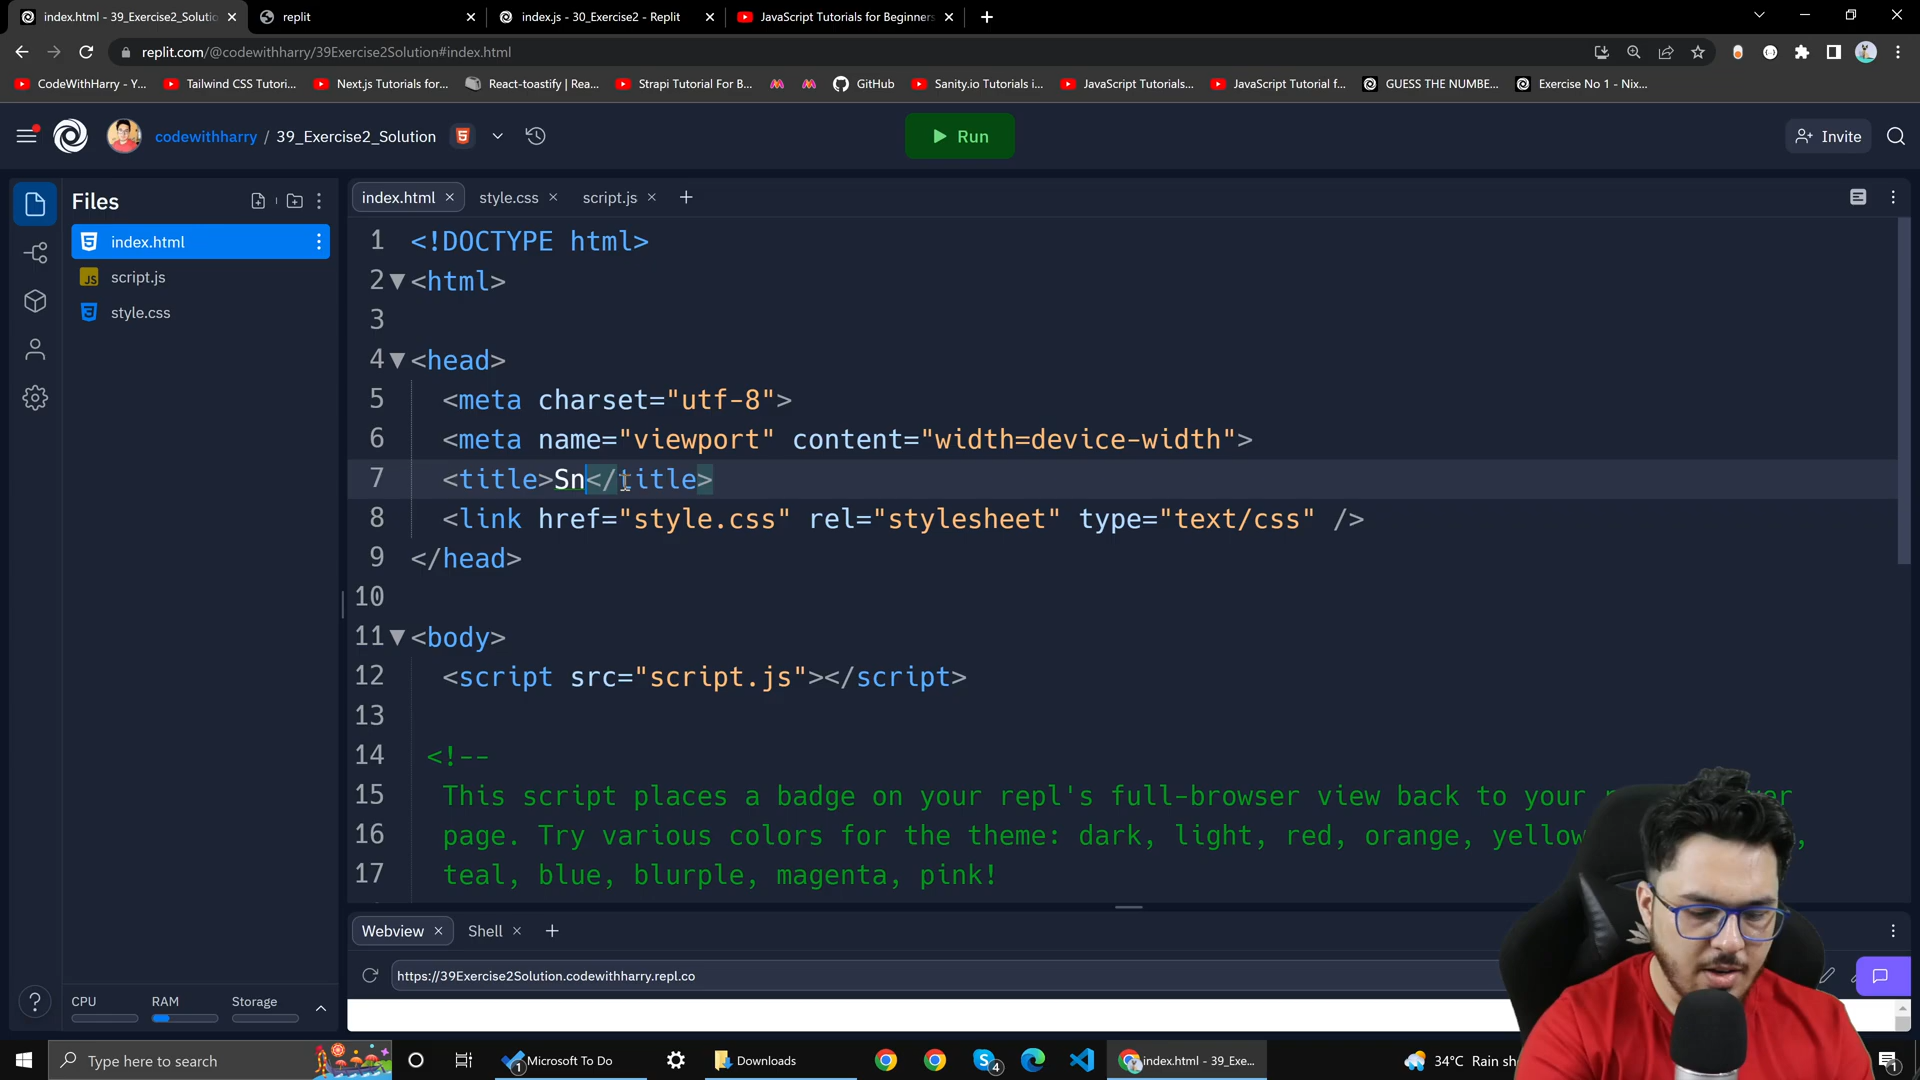 index.html - 39_Exercise2_Solutio
replit
index.js - 30_Exercise2 - Replit
JavaScript Tutorials for Beginners
replit.com/@codewithharry/39Exercise2Solution#index.html
CodeWithHarry - Y...
Tailwind CSS Tutori...
Next.js Tutorials for...
React-toastify | Rea...
Strapi Tutorial For B...
GitHub
Sanity.io Tutorials i...
JavaScript Tutorials...
JavaScript Tutorial f...
GUESS THE NUMBE...
Exercise No 1 - Nix...
codewithharry / 39_Exercise2_Solution
Run
Invite
Files
index.html
script.js
style.css
index.html
style.css
script.js
1 <!DOCTYPE html>
2 <html>
3
4 <head>
5 <meta charset="utf-8">
6 <meta name="viewport" content="width=device-width">
7 <title>Sn</title>
8 <link href="style.css" rel="stylesheet" type="text/css" />
9 </head>
10
11 <body>
12 <script src="script.js"></script>
13
14 <!--
15 This script places a badge on your repl's full-browser view back to your
16 page. Try various colors for the theme: dark, light, red, orange, yellow
17 teal, blue, blurple, magenta, pink!
Webview
Shell
https://39Exercise2Solution.codewithharry.repl.co
CPU
RAM
Storage
?
Type here to search
1
Microsoft To Do
Downloads
4
index.html - 39_Exe...
34°C Rain sh
1